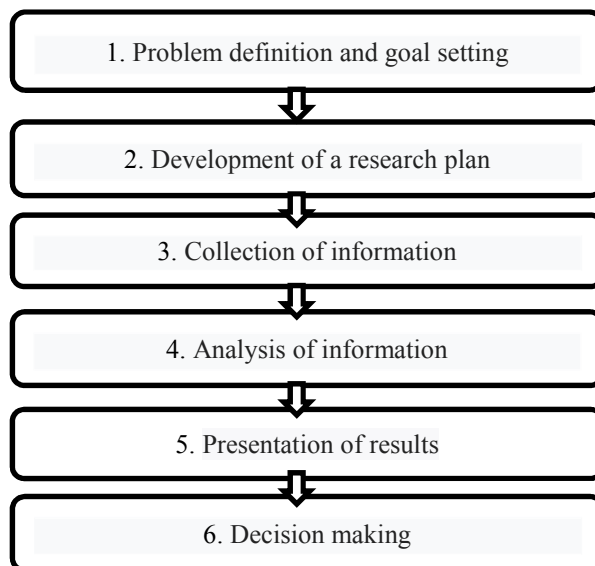 1. Problem definition and goal setting
2. Development of a research plan
3. Collection of information
4. Analysis of information
5. Presentation of results
6. Decision making